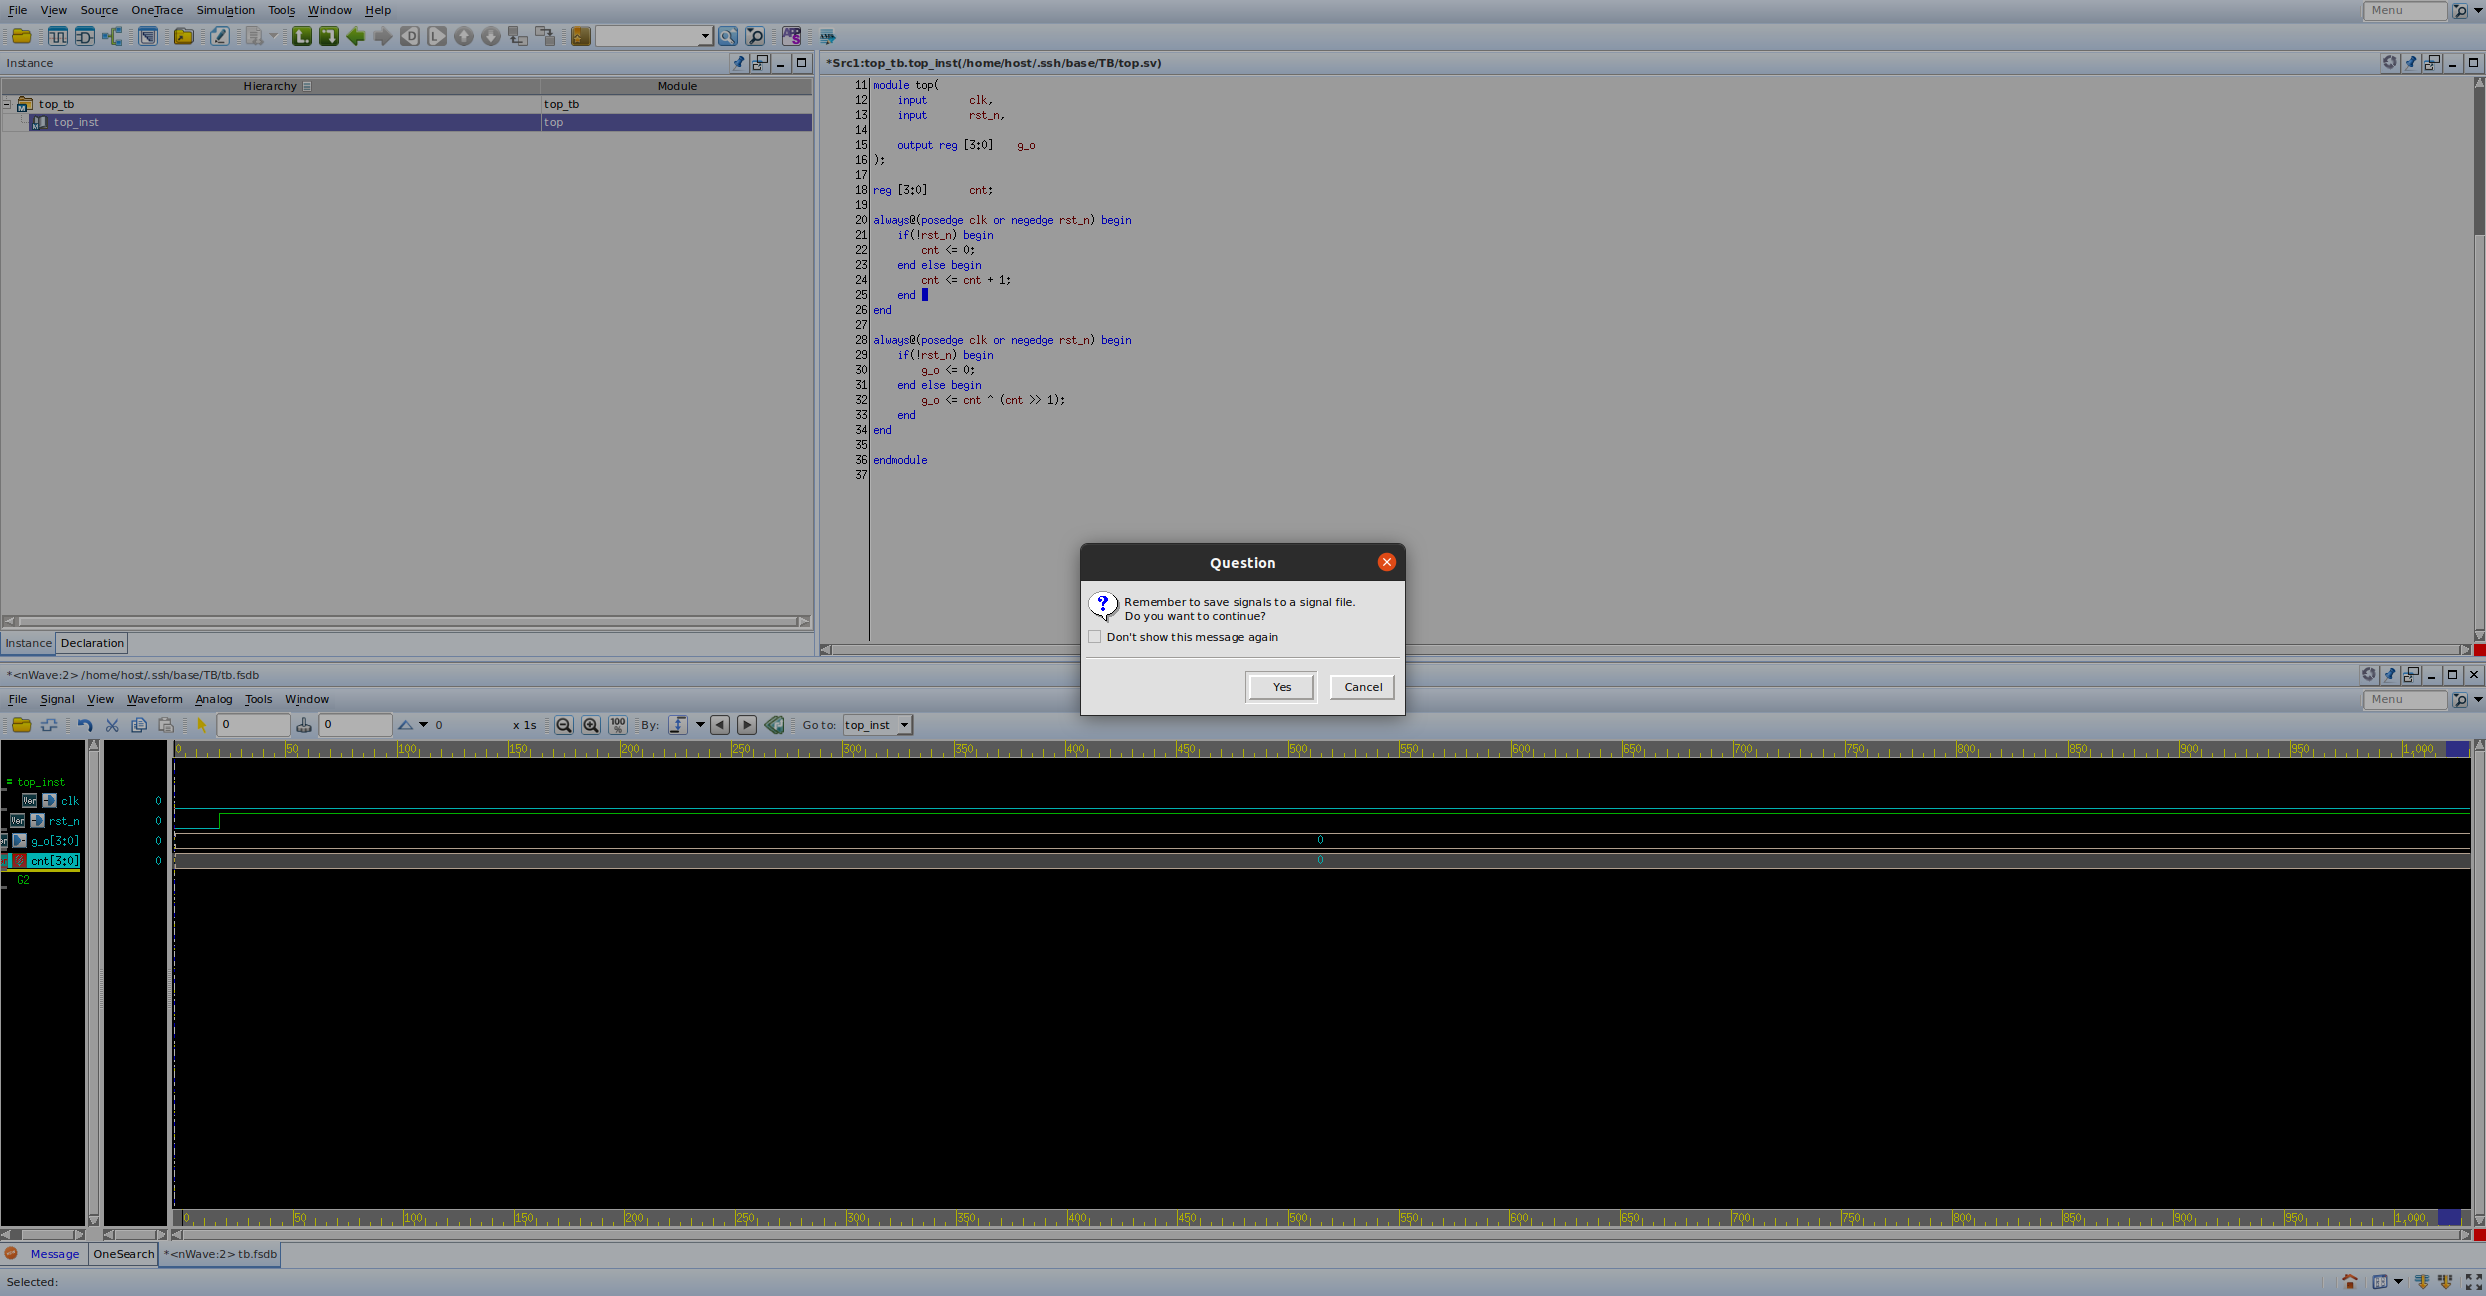 File View Source OneTrace Simulation Tools Window Help Menu
Instance
Hierarchy Module
top_tb top_tb
top_inst top
Instance Declaration
*Src1:top_tb.top_inst(/home/host/.ssh/base/TB/top.sv)
11 module top(
12 input clk,
13 input rst_n,
14
15 output reg [3:0] g_o
16 );
17
18 reg [3:0] cnt;
19
20 always@(posedge clk or negedge rst_n) begin
21 if(!rst_n) begin
22 cnt <= 0;
23 end else begin
24 cnt <= cnt + 1;
25 end
26 end
27
28 always@(posedge clk or negedge rst_n) begin
29 if(!rst_n) begin
30 g_o <= 0;
31 end else begin
32 g_o <= cnt ^ (cnt >> 1);
33 end
34 end
35
36 endmodule
37
Question
Remember to save signals to a signal file.
Do you want to continue?
Don't show this message again
Yes Cancel
*<nWave:2> /home/host/.ssh/base/TB/tb.fsdb
File Signal View Waveform Analog Tools Window Menu
0 0 0 x 1s 100 % By: Go to: top_inst
0 50 100 150 200 250 300 350 400 450 500 550 600 650 700 750 800 850 900 950 1,000
= top_inst
clk 0
rst_n 0
g_o[3:0] 0 0
cnt[3:0] 0 0
G2
0 50 100 150 200 250 300 350 400 450 500 550 600 650 700 750 800 850 900 950 1,000
Message OneSearch *<nWave:2> tb.fsdb
Selected: